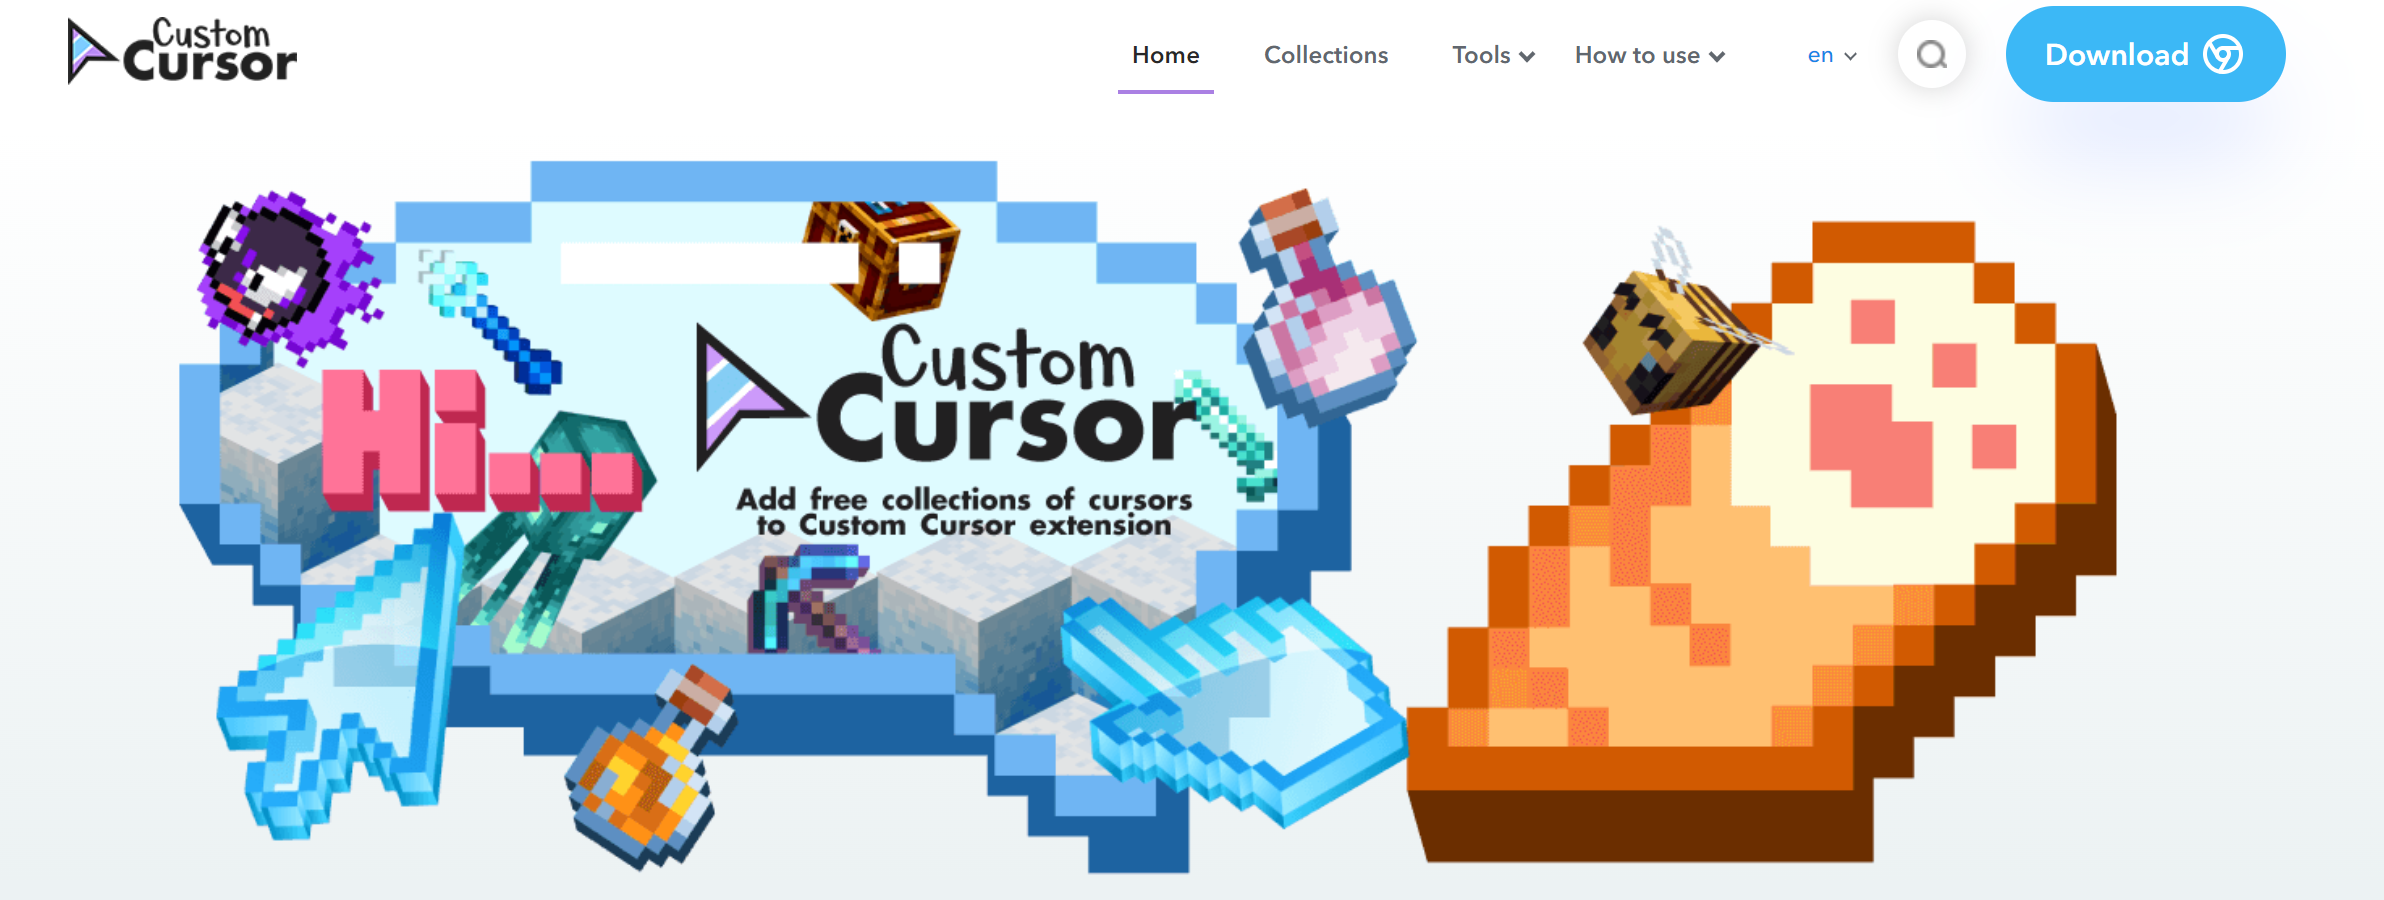 Custom
Cursor
Home
Collections
Tools
How to use
en
Download
Hi...
Custom
Cursor
Add free collections of cursors
to Custom Cursor extension